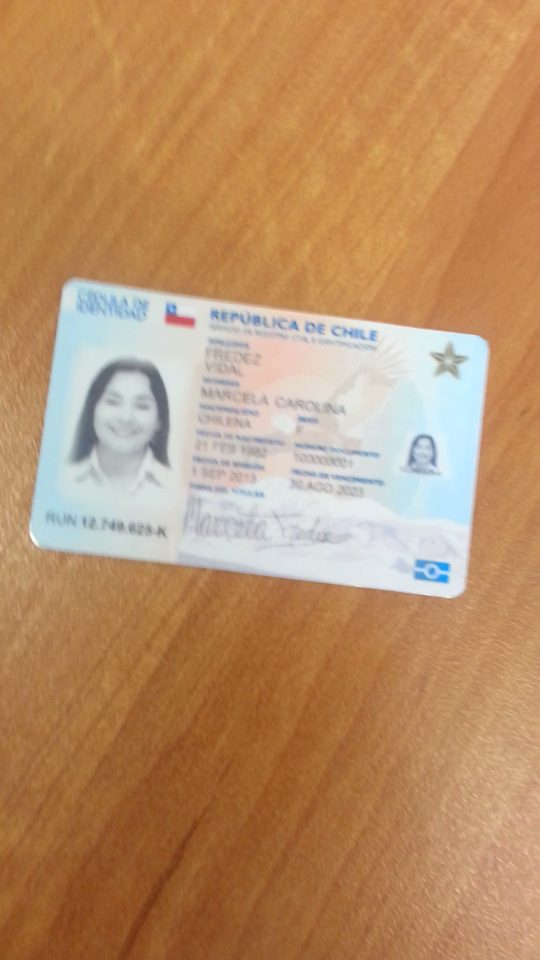 CÉDULA DE
IDENTIDAD
REPÚBLICA DE CHILE
SERVICIO DE REGISTRO CIVIL E IDENTIFICACIÓN
APELLIDOS
FREDEZ
VIDAL
NOMBRES
MARCELA CAROLINA
NACIONALIDAD SEXO
CHILENA F
FECHA DE NACIMIENTO NÚMERO DOCUMENTO
21 FEB 1982 100003001
FECHA DE EMISIÓN FECHA DE VENCIMIENTO
1 SEP 2013 30 AGO 2023
FIRMA DEL TITULAR
Marcela Fredez
RUN 12.749.625-K